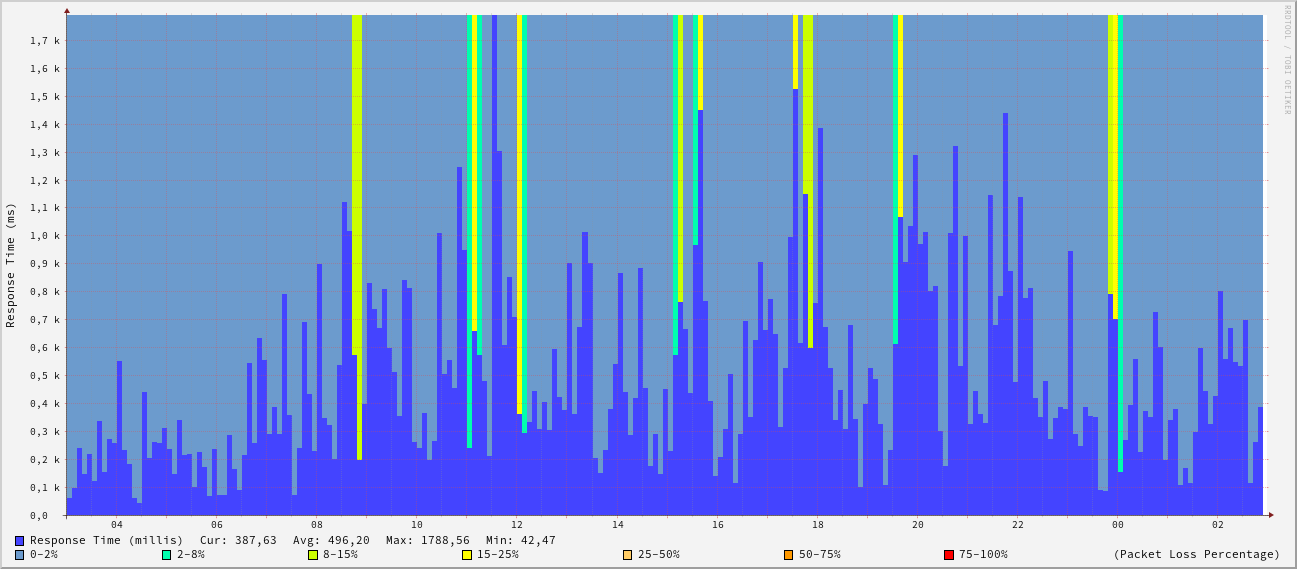 RRDTOOL / TOBI OETIKER
Response Time (ms)
1,7 k
1,6 k
1,5 k
1,4 k
1,3 k
1,2 k
1,1 k
1,0 k
0,9 k
0,8 k
0,7 k
0,6 k
0,5 k
0,4 k
0,3 k
0,2 k
0,1 k
0,0
04 06 08 10 12 14 16 18 20 22 00 02
Response Time (millis) Cur: 387,63 Avg: 496,20 Max: 1788,56 Min: 42,47
0-2% 2-8% 8-15% 15-25% 25-50% 50-75% 75-100% (Packet Loss Percentage)